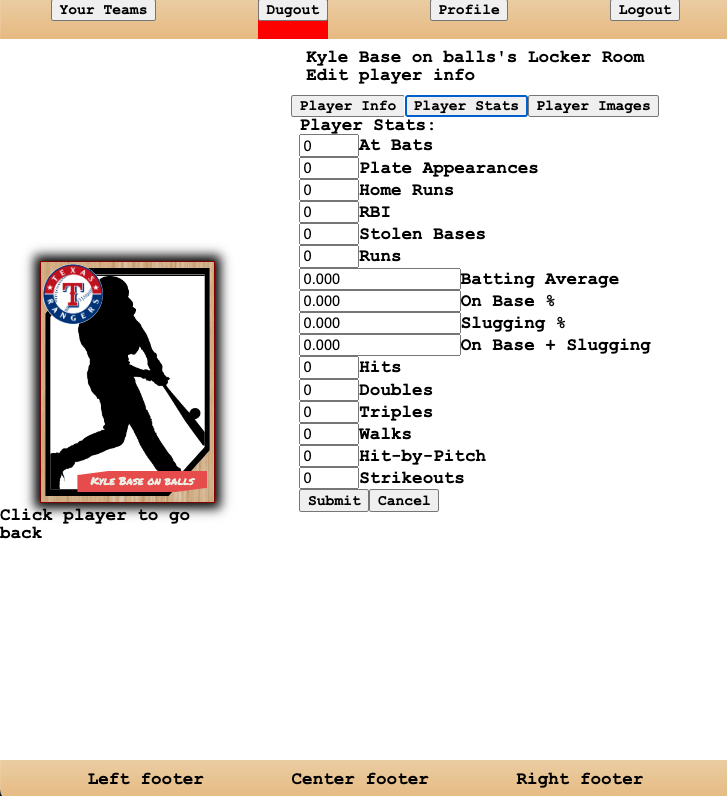 Your Teams
Dugout
Profile
Logout
Kyle Base on balls's Locker Room
Edit player info
Player Info
Player Stats
Player Images
Player Stats:
0 At Bats
0 Plate Appearances
0 Home Runs
0 RBI
0 Stolen Bases
0 Runs
0.000 Batting Average
0.000 On Base %
0.000 Slugging %
0.000 On Base + Slugging
0 Hits
0 Doubles
0 Triples
0 Walks
0 Hit-by-Pitch
0 Strikeouts
Submit
Cancel
TEXAS
T
RANGERS
Kyle Base on balls
Click player to go
back
Left footer
Center footer
Right footer